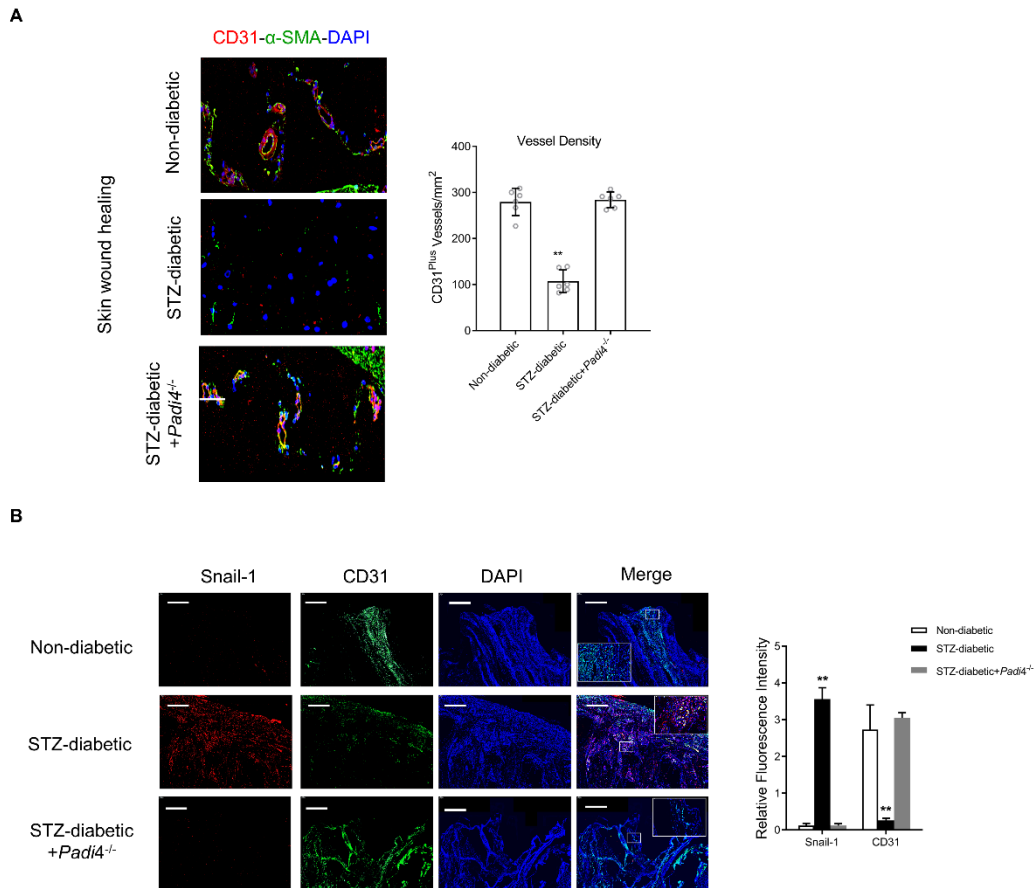 A
CD31-α-SMA-DAPI
Skin wound healing
Non-diabetic
STZ-diabetic
STZ-diabetic
+Padi4-/-
Vessel Density
CD31Plus Vessels/mm2
400
300
200
100
0
**
Non-diabetic
STZ-diabetic
STZ-diabetic+Padi4-/-
B
Snail-1
CD31
DAPI
Merge
Non-diabetic
STZ-diabetic
STZ-diabetic
+Padi4-/-
Relative Fluorescence Intensity
5
4
3
2
1
0
**
**
Non-diabetic
STZ-diabetic
STZ-diabetic+Padi4-/-
Snail-1
CD31